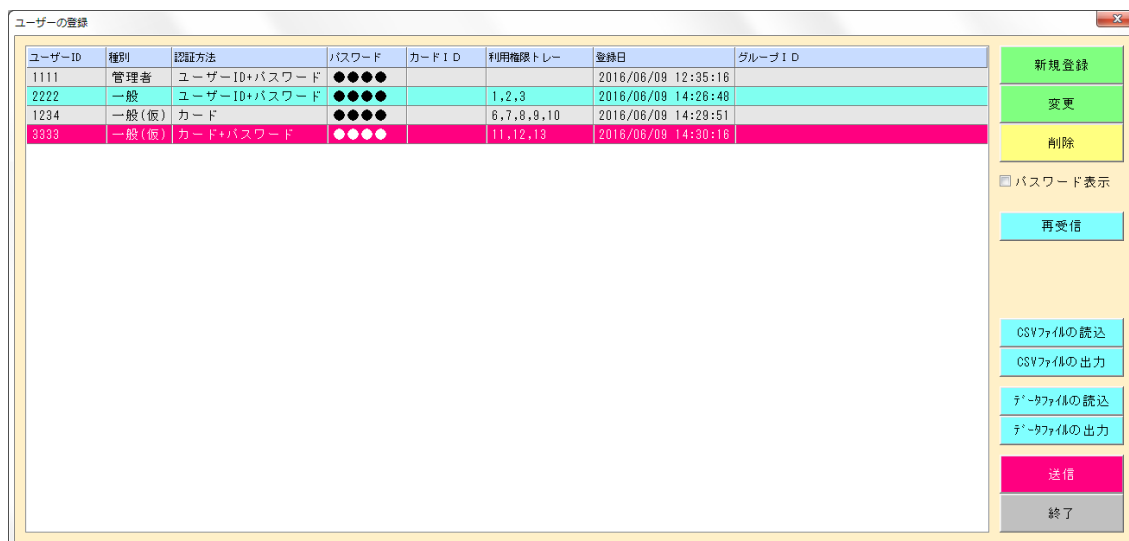 ユーザーの登録
ユーザーID 種別 認証方法 パスワード カードID 利用権限トレー 登録日 グループID
1111 管理者 ユーザーID+パスワード ●●●● 2016/06/09 12:35:16
2222 一般 ユーザーID+パスワード ●●●● 1,2,3 2016/06/09 14:26:48
1234 一般(仮) カード ●●●● 6,7,8,9,10 2016/06/09 14:29:51
3333 一般(仮) カード+パスワード ●●●● 11,12,13 2016/06/09 14:30:16
新規登録
変更
削除
パスワード表示
再受信
CSVファイルの読込
CSVファイルの出力
データファイルの読込
データファイルの出力
送信
終了